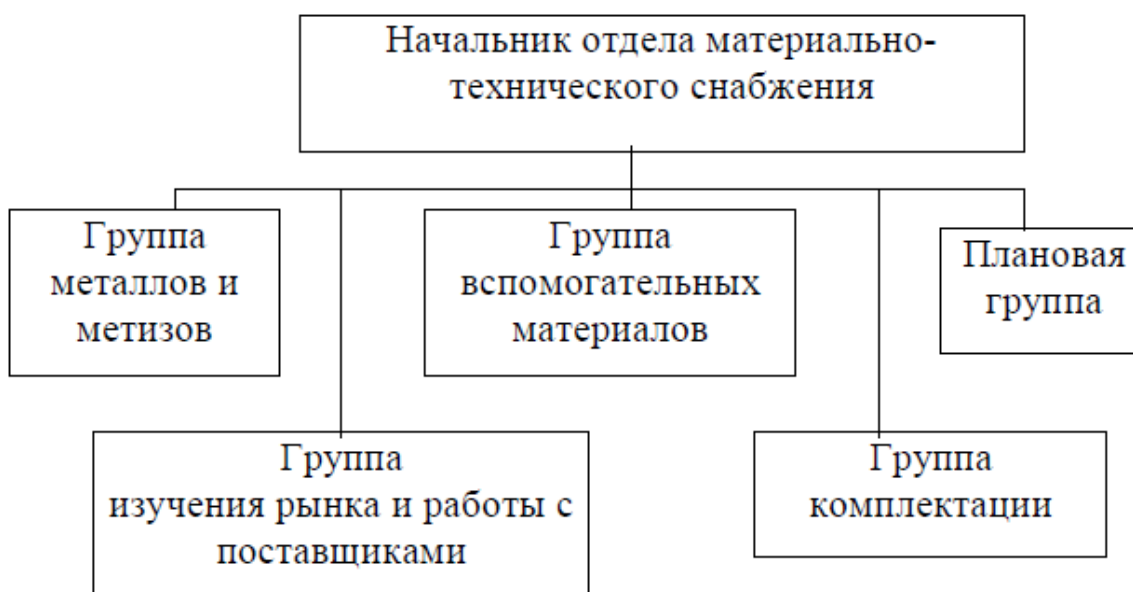 Начальник отдела материально-
технического снабжения
Группа
металлов и
метизов
Группа
вспомогательных
материалов
Плановая
группа
Группа
изучения рынка и работы с
поставщиками
Группа
комплектации